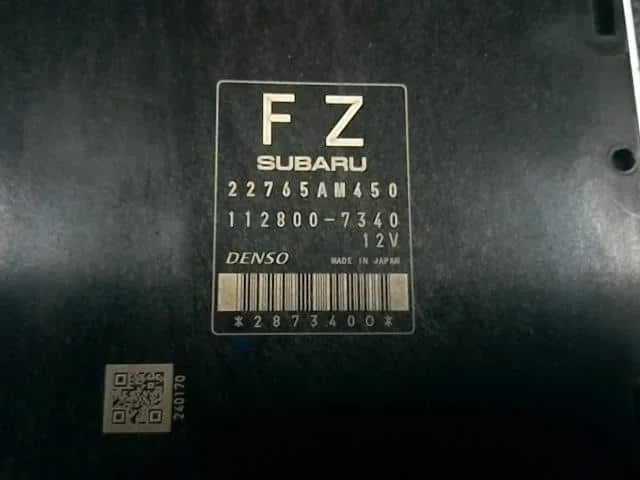 FZ
SUBARU
22765AM450
112800-7340
12V
DENSO MADE IN JAPAN
*2873400*
240170